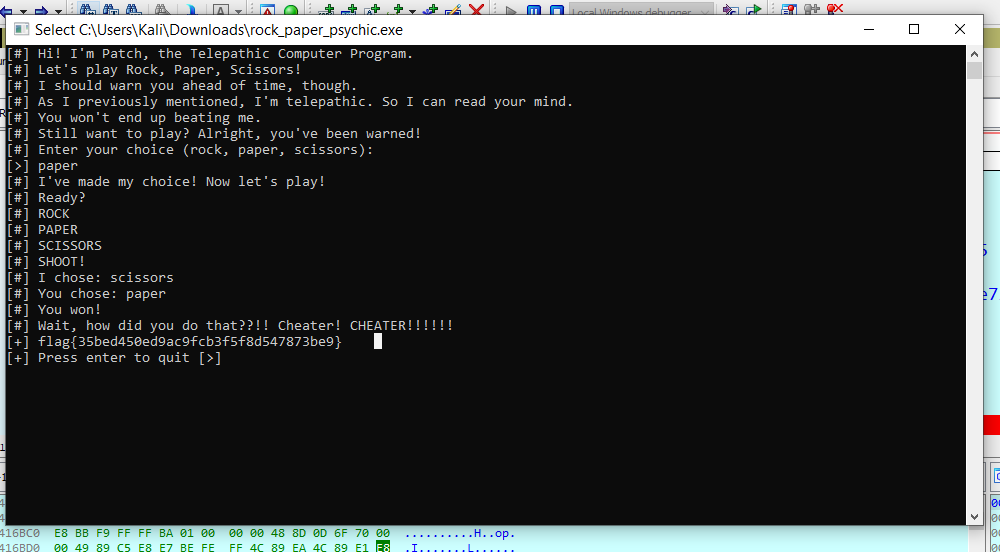 Local Windows debugger
Select C:\Users\Kali\Downloads\rock_paper_psychic.exe
[#] Hi! I'm Patch, the Telepathic Computer Program.
[#] Let's play Rock, Paper, Scissors!
[#] I should warn you ahead of time, though.
[#] As I previously mentioned, I'm telepathic. So I can read your mind.
[#] You won't end up beating me.
[#] Still want to play? Alright, you've been warned!
[#] Enter your choice (rock, paper, scissors):
[>] paper
[#] I've made my choice! Now let's play!
[#] Ready?
[#] ROCK
[#] PAPER
[#] SCISSORS
[#] SHOOT!
[#] I chose: scissors
[#] You chose: paper
[#] You won!
[#] Wait, how did you do that??!! Cheater! CHEATER!!!!!!
[+] flag{35bed450ed9ac9fcb3f5f8d547873be9}
[+] Press enter to quit [>]
416BC0 E8 BB F9 FF FF BA 01 00 00 00 48 8D 0D 6F 70 00 ..........H..op.
416BD0 00 49 89 C5 E8 E7 BE FE FF 4C 89 EA 4C 89 E1 E8 .I.......L......